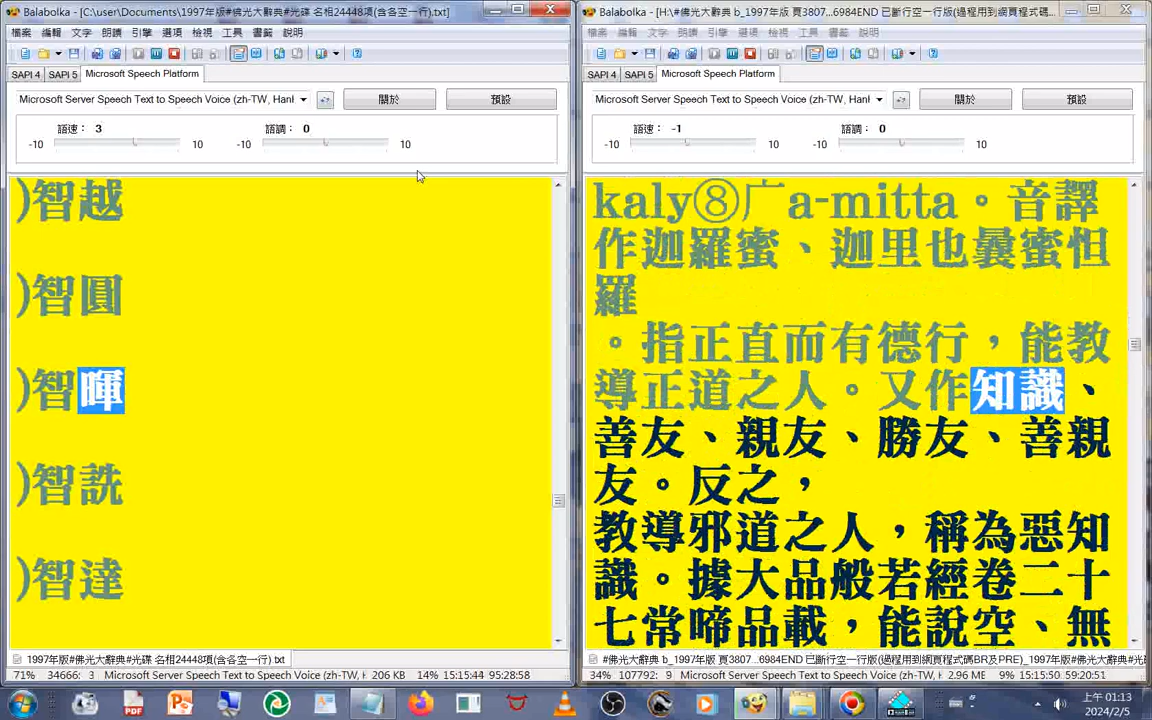 Balabolka - [C:\user\Documents\1997年版#佛光大辭典#光碟 名相24448項(含各空一行).txt]
檔案 編輯 文字 朗讀 引擎 選項 檢視 工具 書籤 說明
SAPI 4 SAPI 5 Microsoft Speech Platform
Microsoft Server Speech Text to Speech Voice (zh-TW, Hanl
關於 預設
語速： 3 語調： 0
-10 10 -10 10
)智越
)智圓
)智暉
)智詵
)智達
1997年版#佛光大辭典#光碟 名相24448項(含各空一行).txt
71% 34666: 3 Microsoft Server Speech Text to Speech Voice (zh-TW, H 206 KB 14% 15:15:44 95:28:58
Balabolka - [H:\#佛光大辭典 b_1997年版 頁3807...6984END 已斷行空一行版(過程用到網頁程式碼...
檔案 編輯 文字 朗讀 引擎 選項 檢視 工具 書籤 說明
SAPI 4 SAPI 5 Microsoft Speech Platform
Microsoft Server Speech Text to Speech Voice (zh-TW, Hanl
關於 預設
語速： -1 語調： 0
-10 10 -10 10
kaly⑧广a-mitta。音譯
作迦羅蜜、迦里也曩蜜怛
羅
。指正直而有德行，能教
導正道之人。又作知識、
善友、親友、勝友、善親
友。反之，
教導邪道之人，稱為惡知
識。據大品般若經卷二十
七常啼品載，能說空、無
#佛光大辭典 b_1997年版 頁3807...6984END 已斷行空一行版(過程用到網頁程式碼BR及PRE)_1997年版#佛光
34% 107792: 9 Microsoft Server Speech Text to Speech Voice (zh-TW, H 2.96 ME 9% 15:15:50 59:20:51
PDF
上午 01:13
2024/2/5